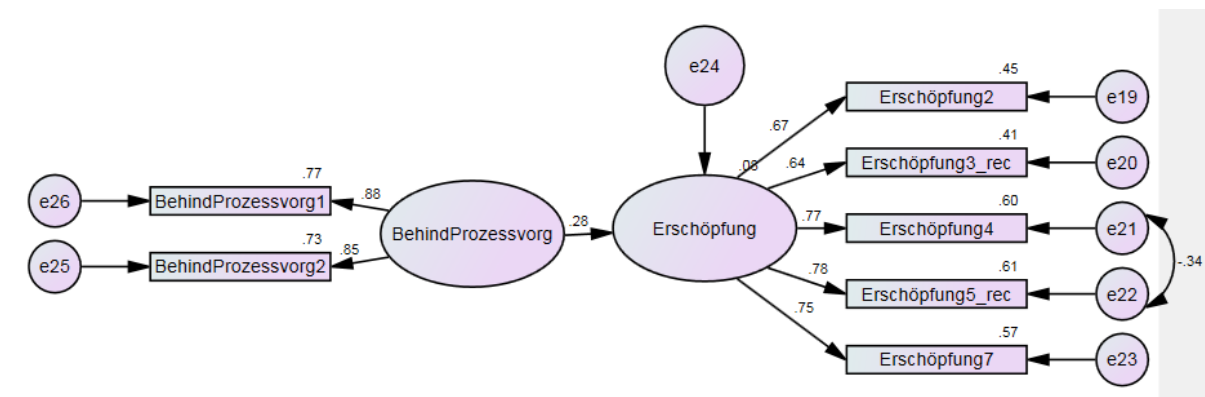 e24
.45
Erschöpfung2
e19
.67
.41
.08
.64
Erschöpfung3_rec
e20
.77
.88
e26
BehindProzessvorg1
.60
BehindProzessvorg
.28
Erschöpfung
.77
Erschöpfung4
e21
.73
.85
e25
BehindProzessvorg2
-.34
.61
.78
Erschöpfung5_rec
e22
.75
.57
Erschöpfung7
e23